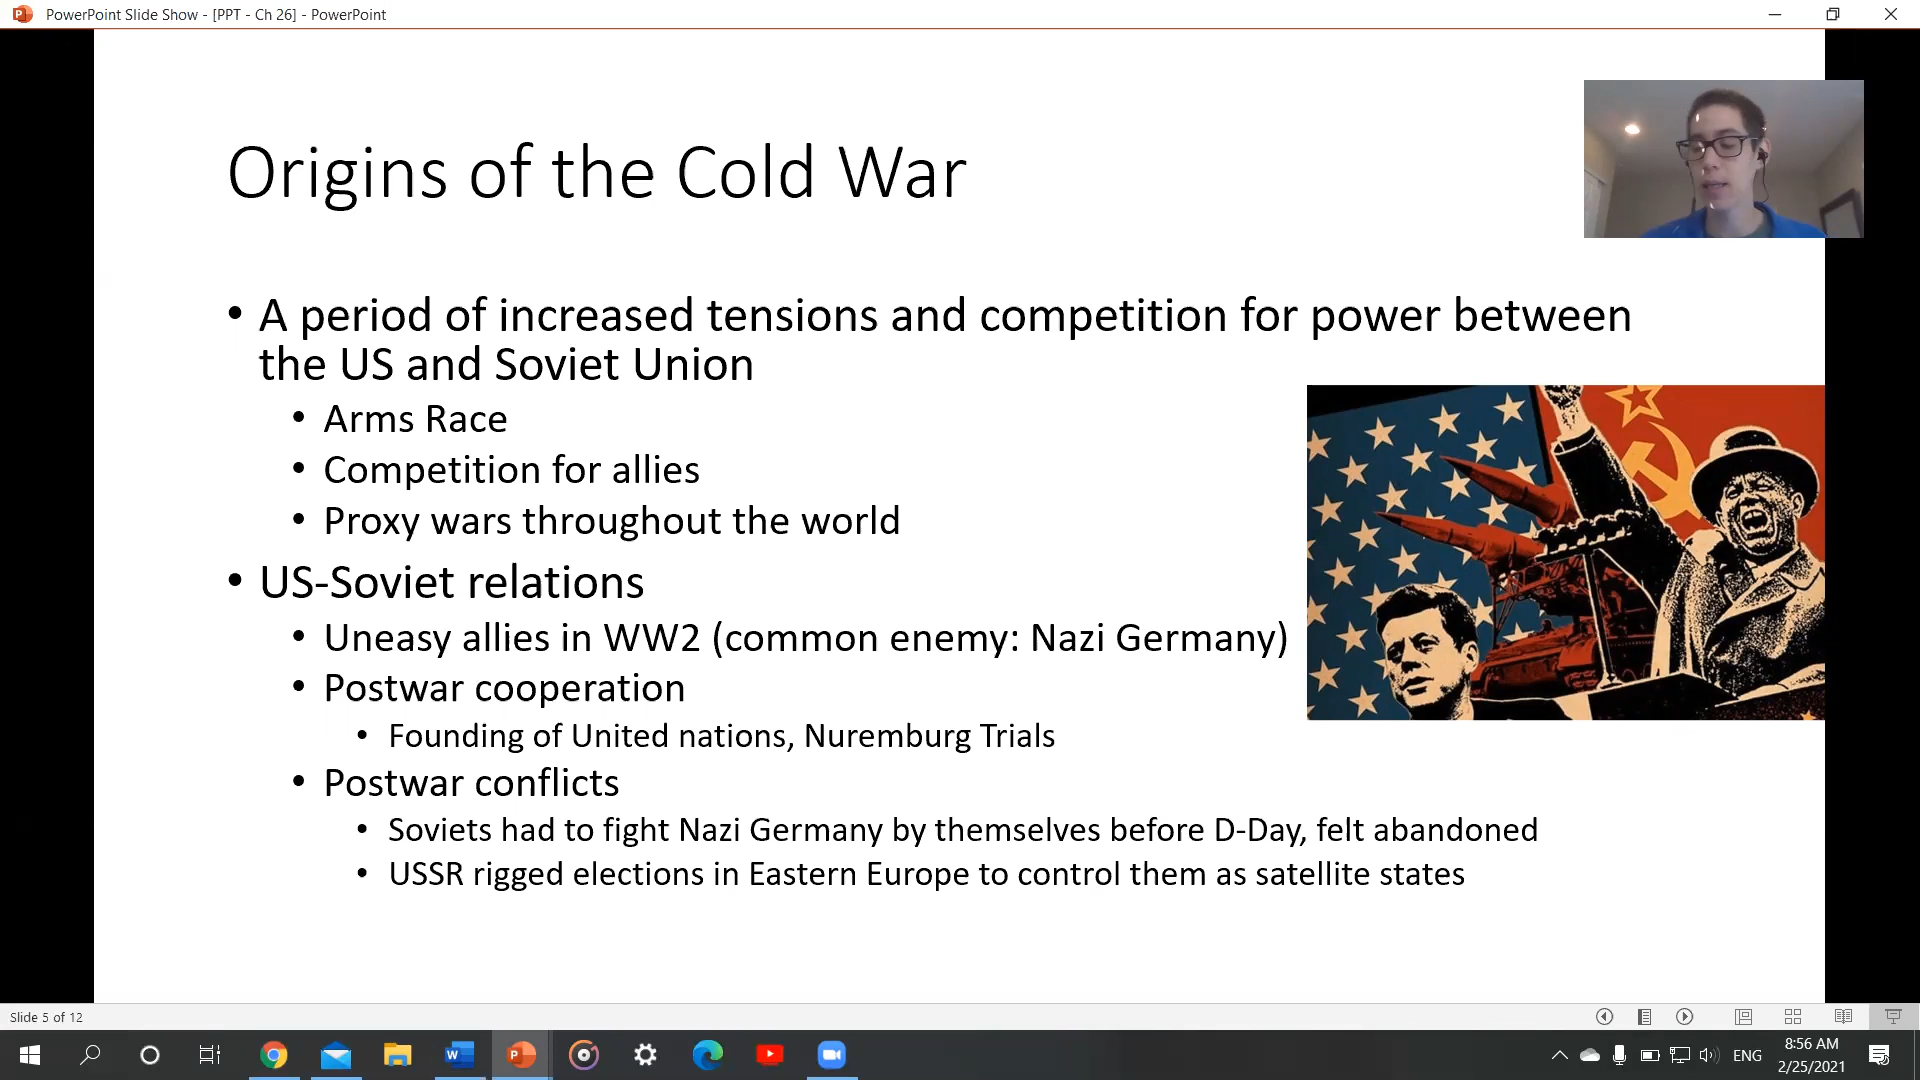 PowerPoint Slide Show - [PPT - Ch 26] - PowerPoint
Origins of the Cold War
• A period of increased tensions and competition for power between
the US and Soviet Union
• Arms Race
• Competition for allies
• Proxy wars throughout the world
• US-Soviet relations
• Uneasy allies in WW2 (common enemy: Nazi Germany)
• Postwar cooperation
• Founding of United nations, Nuremburg Trials
• Postwar conflicts
• Soviets had to fight Nazi Germany by themselves before D-Day, felt abandoned
• USSR rigged elections in Eastern Europe to control them as satellite states
Slide 5 of 12
ENG
8:56 AM
2/25/2021